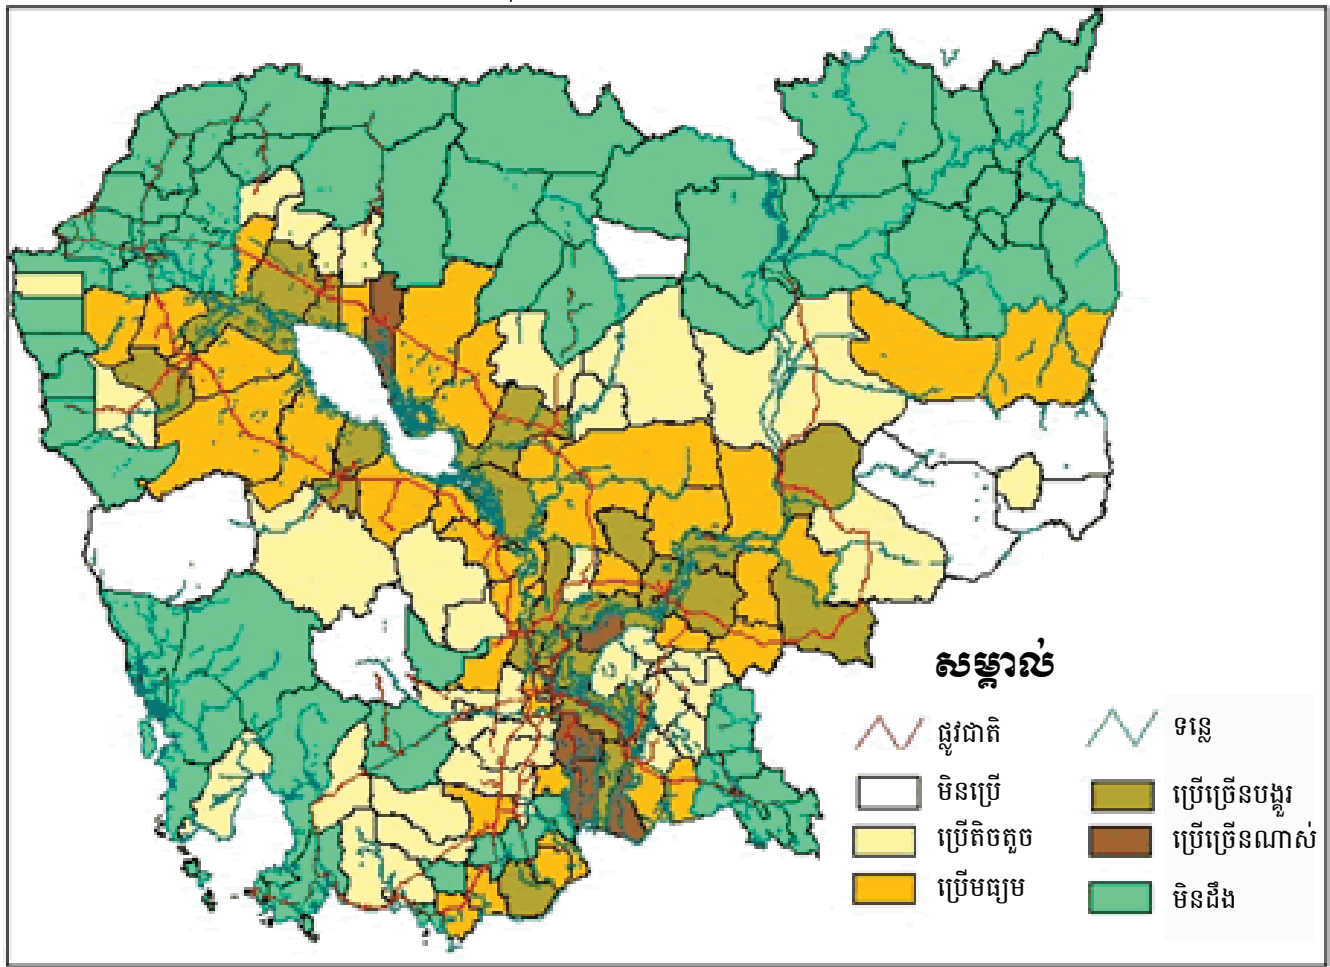 សម្គាល់
ផ្លូវជាតិ
ទន្លេ
មិនប្រើ
ប្រើច្រើនបង្គួរ
ប្រើតិចតួច
ប្រើច្រើនណាស់
ប្រើមធ្យម
មិនដឹង